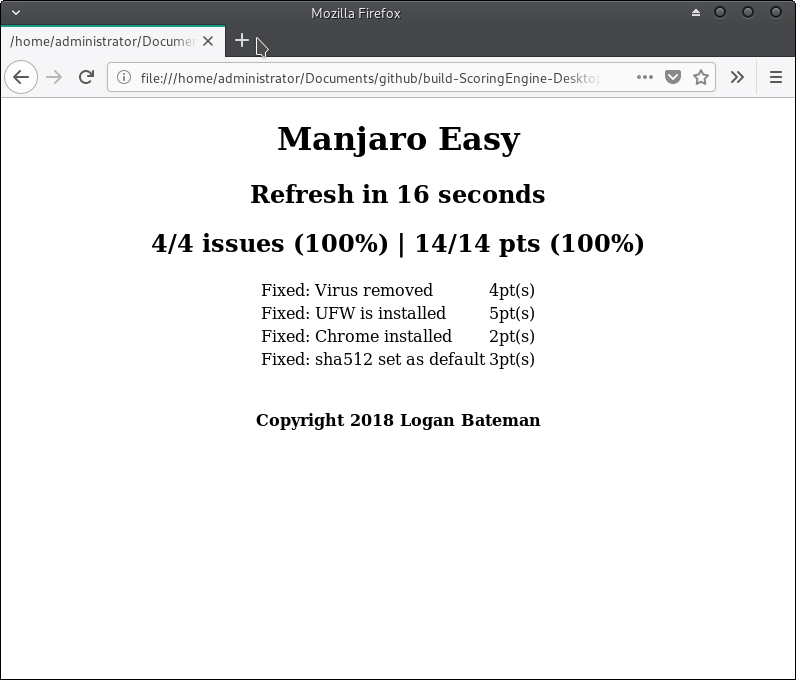 Mozilla Firefox
/home/administrator/Documen
file:///home/administrator/Documents/github/build-ScoringEngine-Desktop
Manjaro Easy
Refresh in 16 seconds
4/4 issues (100%) | 14/14 pts (100%)
Fixed: Virus removed 4pt(s)
Fixed: UFW is installed 5pt(s)
Fixed: Chrome installed 2pt(s)
Fixed: sha512 set as default 3pt(s)
Copyright 2018 Logan Bateman